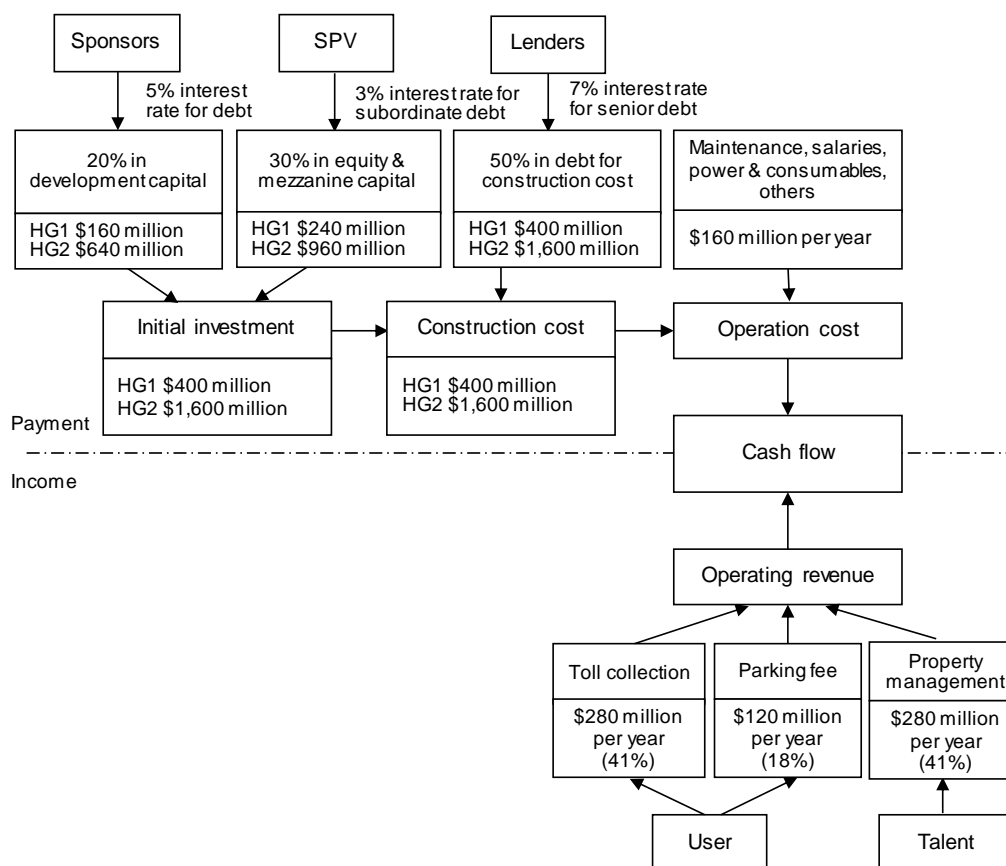 Sponsors
SPV
Lenders
5% interest
rate for debt
3% interest rate for
subordinate debt
7% interest rate
for senior debt
20% in
development capital
HG1 $160 million
HG2 $640 million
30% in equity &
mezzanine capital
HG1 $240 million
HG2 $960 million
50% in debt for
construction cost
HG1 $400 million
HG2 $1,600 million
Maintenance, salaries,
power & consumables,
others
$160 million per year
Initial investment
HG1 $400 million
HG2 $1,600 million
Construction cost
HG1 $400 million
HG2 $1,600 million
Operation cost
Payment
Cash flow
Income
Operating revenue
Toll collection
$280 million
per year
(41%)
Parking fee
$120 million
per year
(18%)
Property
management
$280 million
per year
(41%)
User
Talent